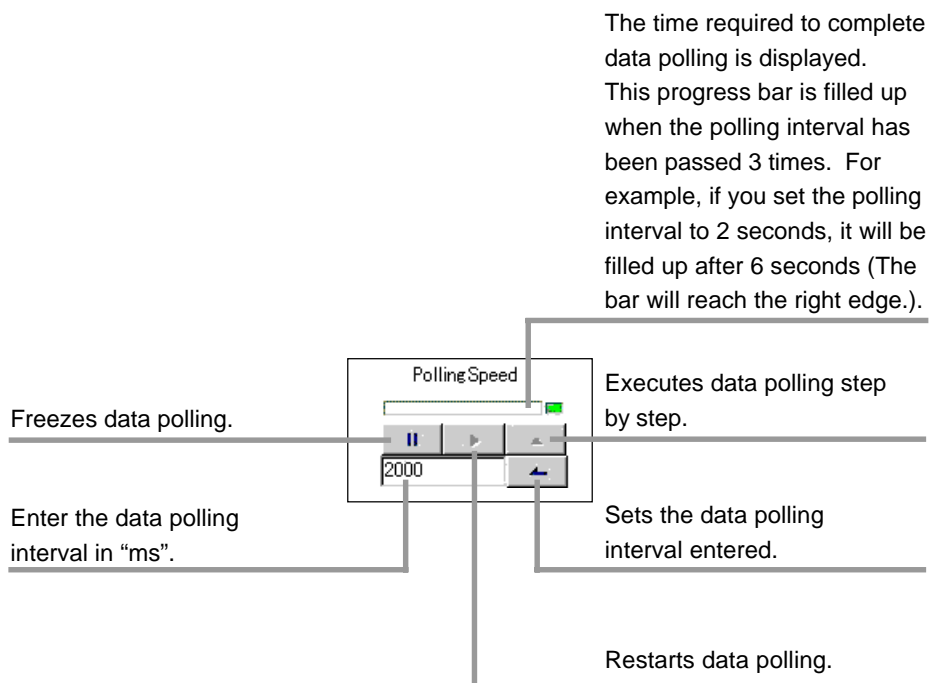 The time required to complete
data polling is displayed.
This progress bar is filled up
when the polling interval has
been passed 3 times.  For
example, if you set the polling
interval to 2 seconds, it will be
filled up after 6 seconds (The
bar will reach the right edge.).
PollingSpeed
Executes data polling step
by step.
Freezes data polling.
2000
Enter the data polling
interval in “ms”.
Sets the data polling
interval entered.
Restarts data polling.